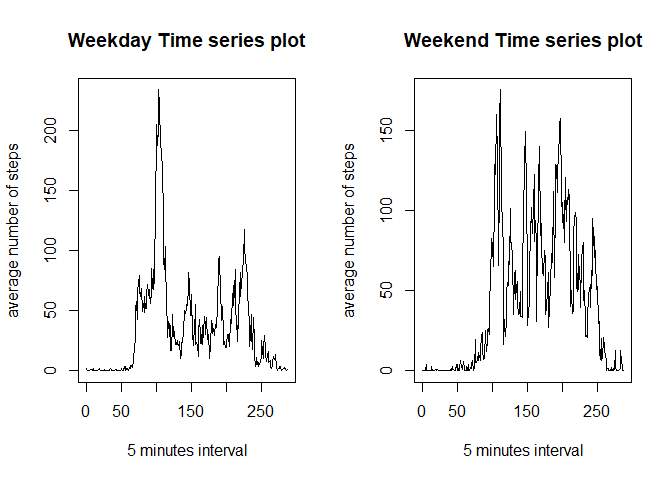 Weekday Time series plot
average number of steps
200
150
100
50
0
0 50 150 250
5 minutes interval
Weekend Time series plot
average number of steps
150
100
50
0
0 50 150 250
5 minutes interval